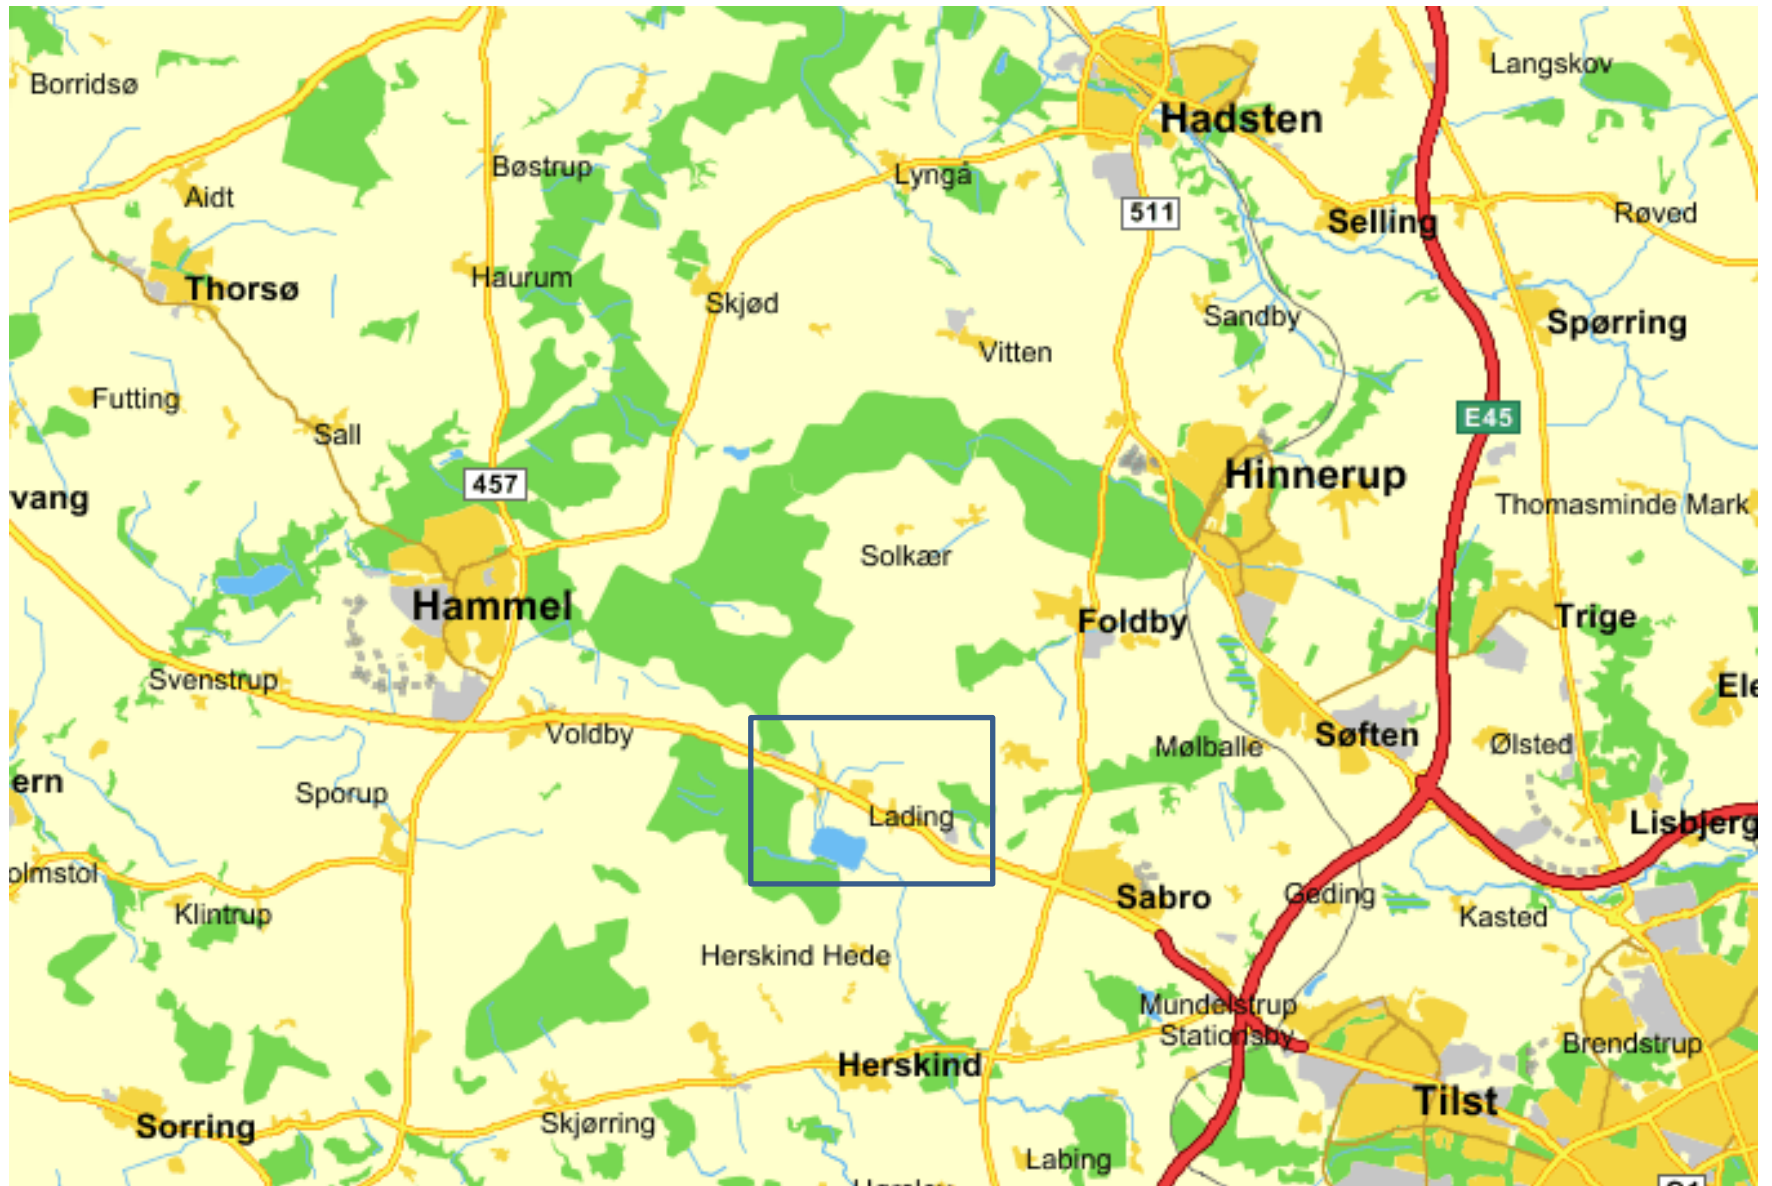 Langskov
Borridsø
Hadsten
Bøstrup
Lyngå
Aidt
511
Selling
Røved
Haurum
Thorsø
Skjød
Sandby
Spørring
Vitten
Futting
E45
Sall
457
Hinnerup
vang
Thomasminde Mark
Solkær
Hammel
Foldby
Trige
Svenstrup
Ele
Voldby
Mølballe
Søften
Ølsted
ern
Sporup
Lading
Lisbjerg
olmstol
Sabro
Geding
Klintrup
Kasted
Herskind Hede
Mundelstrup
Stationsby
Brendstrup
Herskind
Tilst
Sorring
Skjørring
Labing